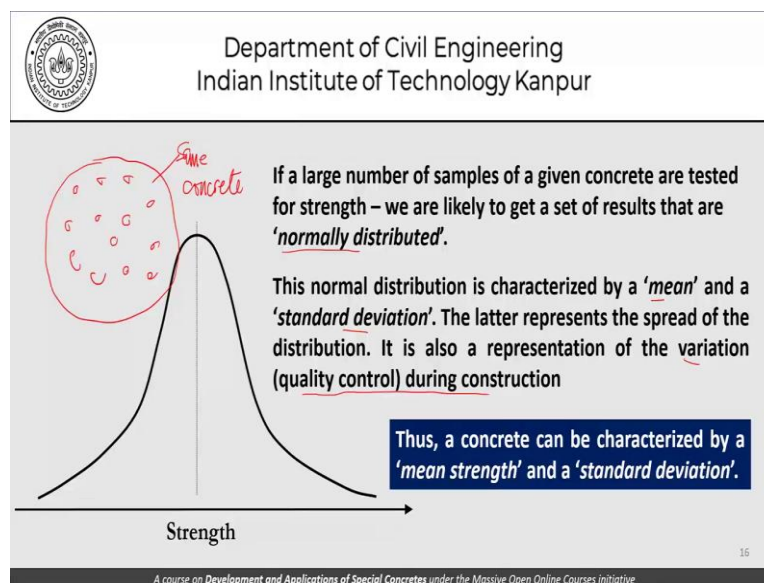 Department of Civil Engineering
Indian Institute of Technology Kanpur
Same
concrete
If a large number of samples of a given concrete are tested
for strength – we are likely to get a set of results that are
‘normally distributed’.
This normal distribution is characterized by a ‘mean’ and a
‘standard deviation’. The latter represents the spread of the
distribution. It is also a representation of the variation
(quality control) during construction
Thus, a concrete can be characterized by a
‘mean strength’ and a ‘standard deviation’.
Strength
16
A course on Development and Applications of Special Concretes under the Massive Open Online Courses initiative